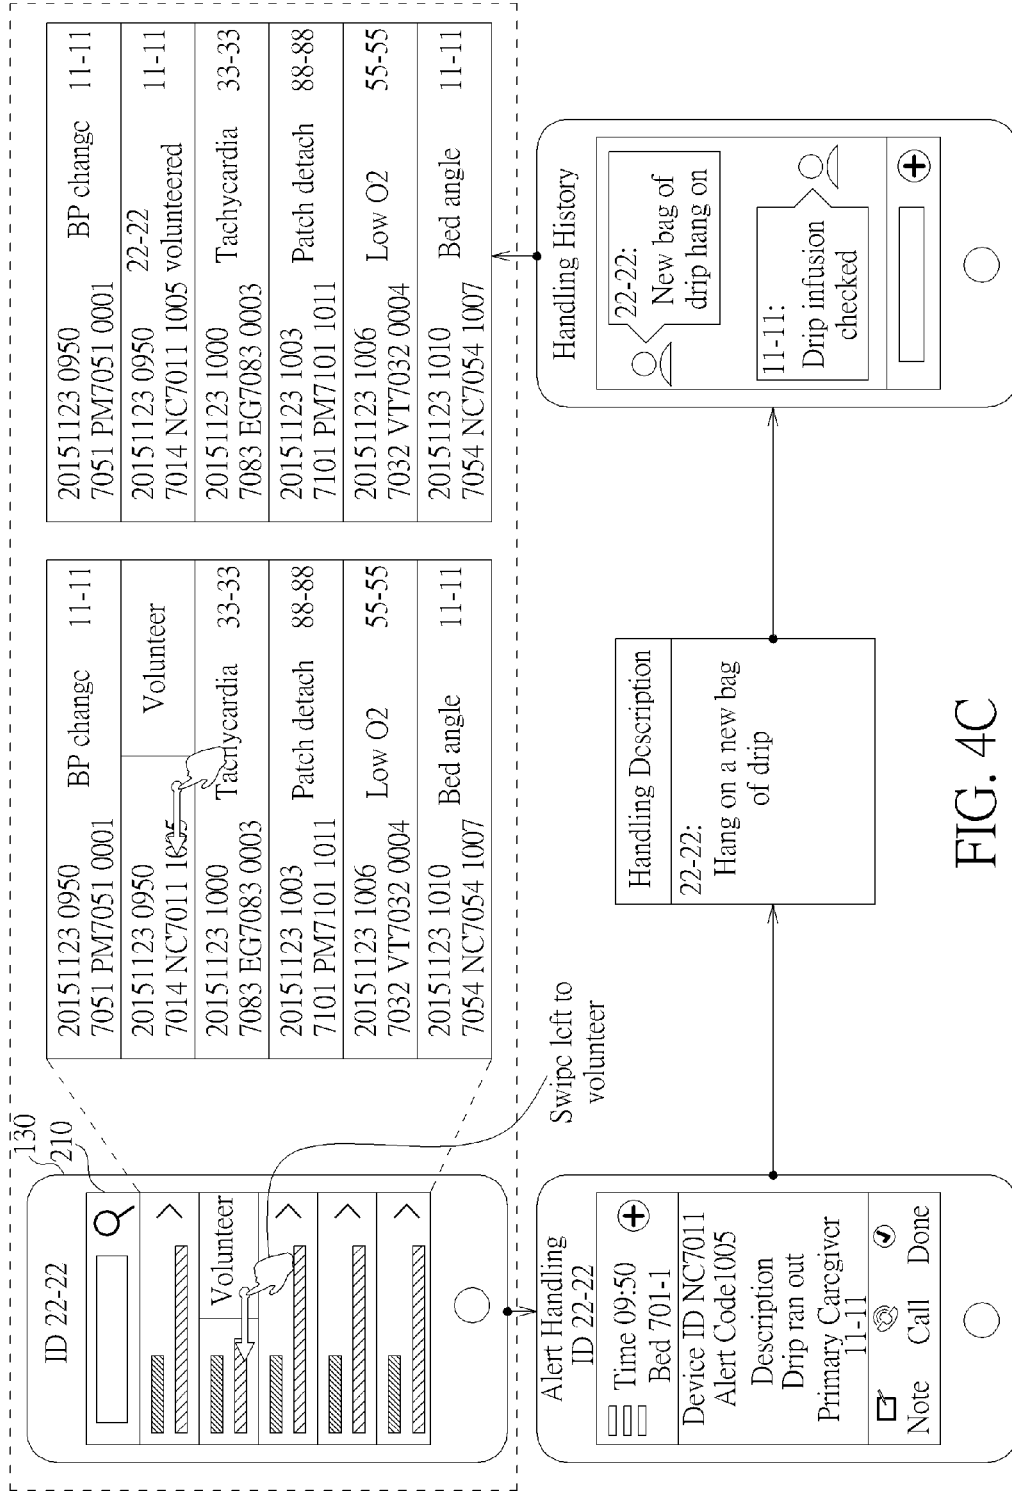 130
210
ID 22-22
Volunteer
Swipe left to
volunteer
20151123 0950
7051 PM7051 0001 BP change 11-11
20151123 0950
7014 NC7011 1005 Volunteer
20151123 1000
7083 EG7083 0003 Tachycardia 33-33
20151123 1003
7101 PM7101 1011 Patch detach 88-88
20151123 1006
7032 VT7032 0004 Low O2 55-55
20151123 1010
7054 NC7054 1007 Bed angle 11-11
20151123 0950
7051 PM7051 0001 BP change 11-11
20151123 0950 22-22
7014 NC7011 1005 volunteered 11-11
20151123 1000
7083 EG7083 0003 Tachycardia 33-33
20151123 1003
7101 PM7101 1011 Patch detach 88-88
20151123 1006
7032 VT7032 0004 Low O2 55-55
20151123 1010
7054 NC7054 1007 Bed angle 11-11
Alert Handling
ID 22-22
Time 09:50
Bed 701-1
Device ID NC7011
Alert Code1005
Description
Drip ran out
Primary Caregiver
11-11
Note Call Done
Handling Description
22-22:
Hang on a new bag
of drip
Handling History
22-22:
New bag of
drip hang on
11-11:
Drip infusion
checked
FIG. 4C